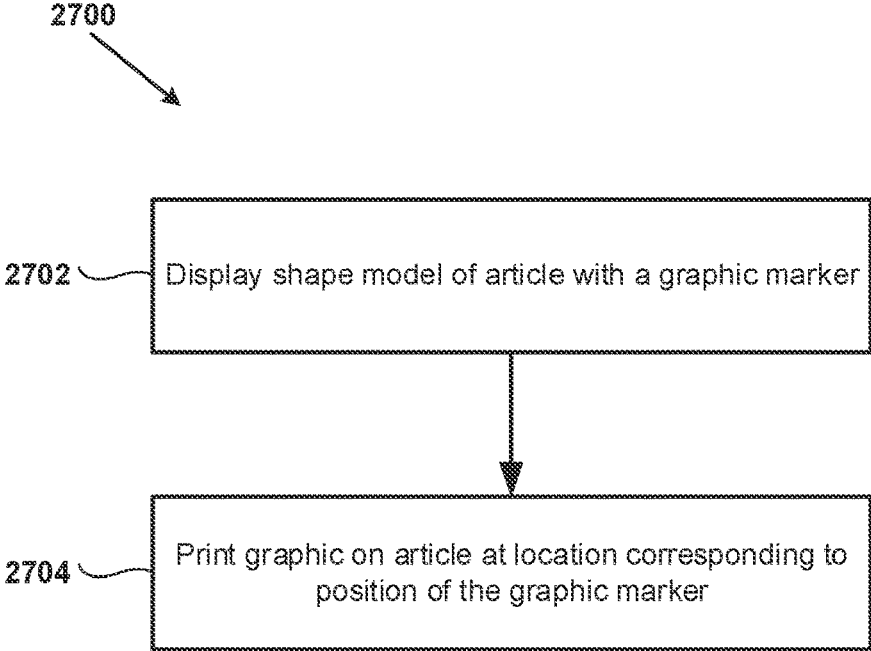 2700
2702 Display shape model of article with a graphic marker
2704 Print graphic on article at location corresponding to
position of the graphic marker